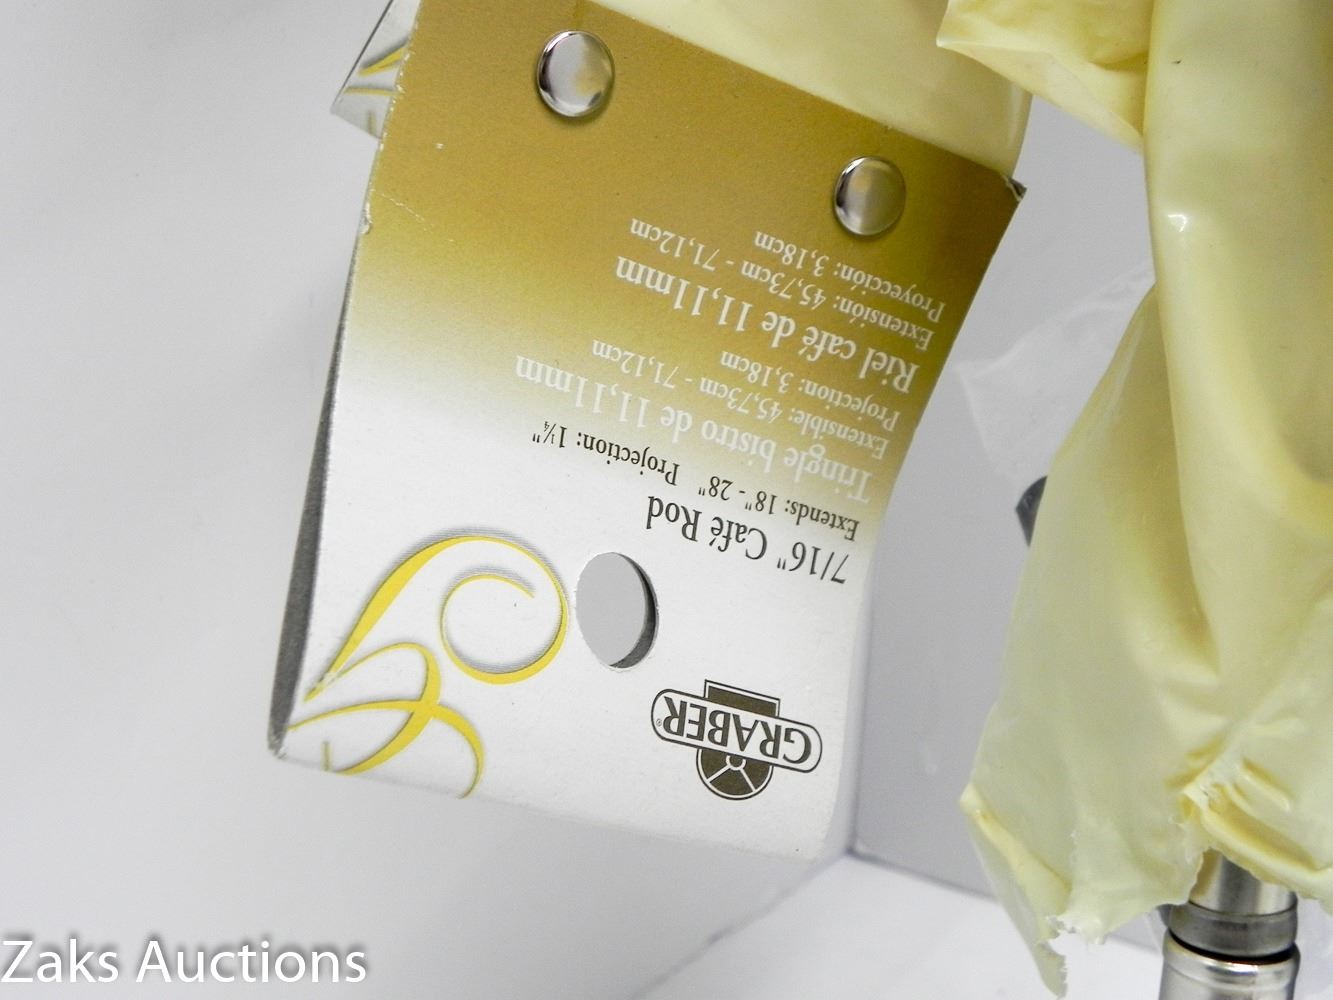 GRABER®
7/16" Café Rod
Extends: 18" - 28" Projection: 1¼"
Tringle bistro de 11,11mm
Extensible: 45,73cm - 71,12cm
Projection: 3,18cm
Riel café de 11,11mm
Extensión: 45,73cm - 71,12cm
Proyección: 3,18cm
Zaks Auctions